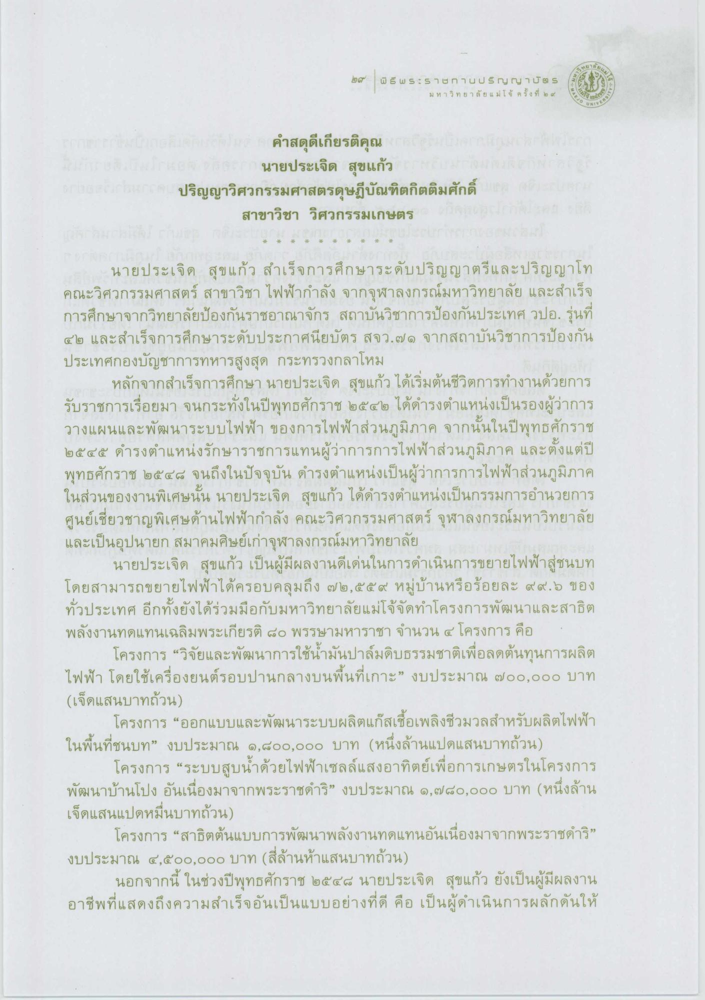 ๒๙ พิธีพระราชทานปริญญาบัตร
มหาวิทยาลัยแม่โจ้ ครั้งที่ ๒๙
มหาวิทยาลัยแม่โจ้
MAEJO UNIVERSITY
คำสดุดีเกียรติคุณ
นายประเจิด สุขแก้ว
ปริญญาวิศวกรรมศาสตรดุษฎีบัณฑิตกิตติมศักดิ์
สาขาวิชา วิศวกรรมเกษตร
* * * * * * * * * *
นายประเจิด สุขแก้ว สำเร็จการศึกษาระดับปริญญาตรีและปริญญาโท
คณะวิศวกรรมศาสตร์ สาขาวิชา ไฟฟ้ากำลัง จากจุฬาลงกรณ์มหาวิทยาลัย และสำเร็จ
การศึกษาจากวิทยาลัยป้องกันราชอาณาจักร สถาบันวิชาการป้องกันประเทศ วปอ. รุ่นที่
๔๒ และสำเร็จการศึกษาระดับประกาศนียบัตร สจว.๗๑ จากสถาบันวิชาการป้องกัน
ประเทศกองบัญชาการทหารสูงสุด กระทรวงกลาโหม
หลักจากสำเร็จการศึกษา นายประเจิด สุขแก้ว ได้เริ่มต้นชีวิตการทำงานด้วยการ
รับราชการเรื่อยมา จนกระทั่งในปีพุทธศักราช ๒๕๔๒ ได้ดำรงตำแหน่งเป็นรองผู้ว่าการ
วางแผนและพัฒนาระบบไฟฟ้า ของการไฟฟ้าส่วนภูมิภาค จากนั้นในปีพุทธศักราช
๒๕๔๕ ดำรงตำแหน่งรักษาราชการแทนผู้ว่าการการไฟฟ้าส่วนภูมิภาค และตั้งแต่ปี
พุทธศักราช ๒๕๔๘ จนถึงในปัจจุบัน ดำรงตำแหน่งเป็นผู้ว่าการการไฟฟ้าส่วนภูมิภาค
ในส่วนของงานพิเศษนั้น นายประเจิด สุขแก้ว ได้ดำรงตำแหน่งเป็นกรรมการอำนวยการ
ศูนย์เชี่ยวชาญพิเศษด้านไฟฟ้ากำลัง คณะวิศวกรรมศาสตร์ จุฬาลงกรณ์มหาวิทยาลัย
และเป็นอุปนายก สมาคมศิษย์เก่าจุฬาลงกรณ์มหาวิทยาลัย
นายประเจิด สุขแก้ว เป็นผู้มีผลงานดีเด่นในการดำเนินการขยายไฟฟ้าสู่ชนบท
โดยสามารถขยายไฟฟ้าได้ครอบคลุมถึง ๗๒,๕๕๙ หมู่บ้านหรือร้อยละ ๙๙.๖ ของ
ทั่วประเทศ อีกทั้งยังได้ร่วมมือกับมหาวิทยาลัยแม่โจ้จัดทำโครงการพัฒนาและสาธิต
พลังงานทดแทนเฉลิมพระเกียรติ ๘๐ พรรษามหาราชา จำนวน ๔ โครงการ คือ
โครงการ “วิจัยและพัฒนาการใช้น้ำมันปาล์มดิบธรรมชาติเพื่อลดต้นทุนการผลิต
ไฟฟ้า โดยใช้เครื่องยนต์รอบปานกลางบนพื้นที่เกาะ” งบประมาณ ๗๐๐,๐๐๐ บาท
(เจ็ดแสนบาทถ้วน)
โครงการ “ออกแบบและพัฒนาระบบผลิตแก๊สเชื้อเพลิงชีวมวลสำหรับผลิตไฟฟ้า
ในพื้นที่ชนบท” งบประมาณ ๑,๘๐๐,๐๐๐ บาท (หนึ่งล้านแปดแสนบาทถ้วน)
โครงการ “ระบบสูบน้ำด้วยไฟฟ้าเซลล์แสงอาทิตย์เพื่อการเกษตรในโครงการ
พัฒนาบ้านโปง อันเนื่องมาจากพระราชดำริ” งบประมาณ ๑,๗๘๐,๐๐๐ บาท (หนึ่งล้าน
เจ็ดแสนแปดหมื่นบาทถ้วน)
โครงการ “สาธิตต้นแบบการพัฒนาพลังงานทดแทนอันเนื่องมาจากพระราชดำริ”
งบประมาณ ๔,๕๐๐,๐๐๐ บาท (สี่ล้านห้าแสนบาทถ้วน)
นอกจากนี้ ในช่วงปีพุทธศักราช ๒๕๔๘ นายประเจิด สุขแก้ว ยังเป็นผู้มีผลงาน
อาชีพที่แสดงถึงความสำเร็จอันเป็นแบบอย่างที่ดี คือ เป็นผู้ดำเนินการผลักดันให้